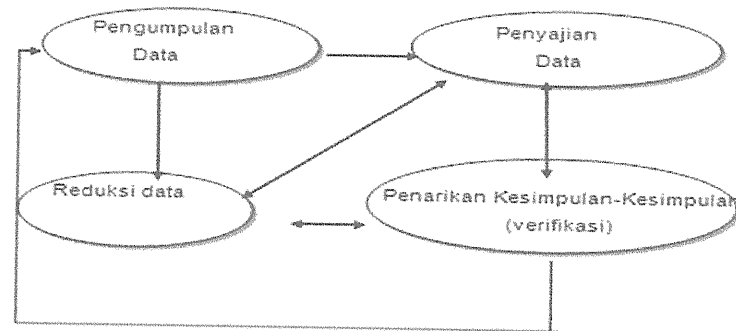 Pengumpulan
Data
Penyajian
Data
Reduksi data
Penarikan Kesimpulan-Kesimpulan
(verifikasi)